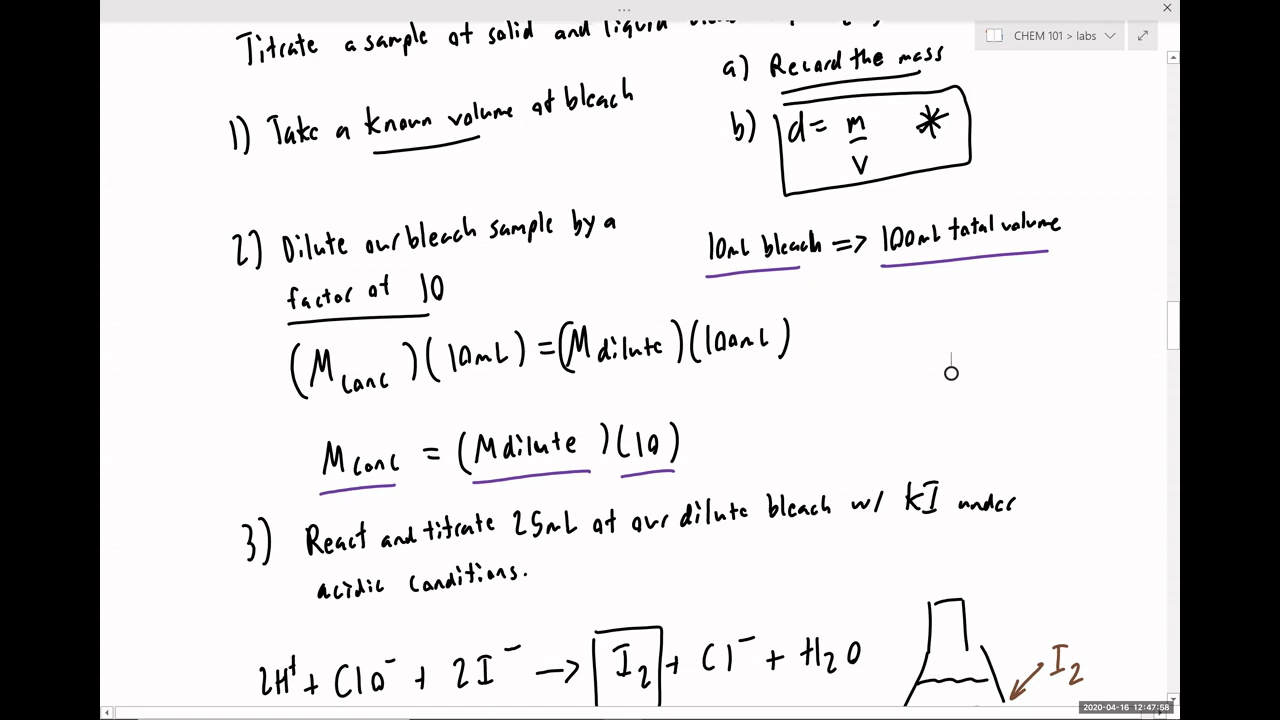 CHEM 101 > labs
Titrate a sample of solid and liquid
a) Record the mass
1) Take a known volume of bleach
b) d = m/v *
2) Dilute our bleach sample by a
factor of 10
10mL bleach => 100mL total volume
(M conc)(10mL) = (M dilute)(100mL)
M conc = (M dilute)(10)
3) React and titrate 25mL of our dilute bleach w/ KI under
acidic conditions.
2H⁺ + ClO⁻ + 2I⁻ → I₂ + Cl⁻ + H₂O
I₂
2020-04-16 12:47:58